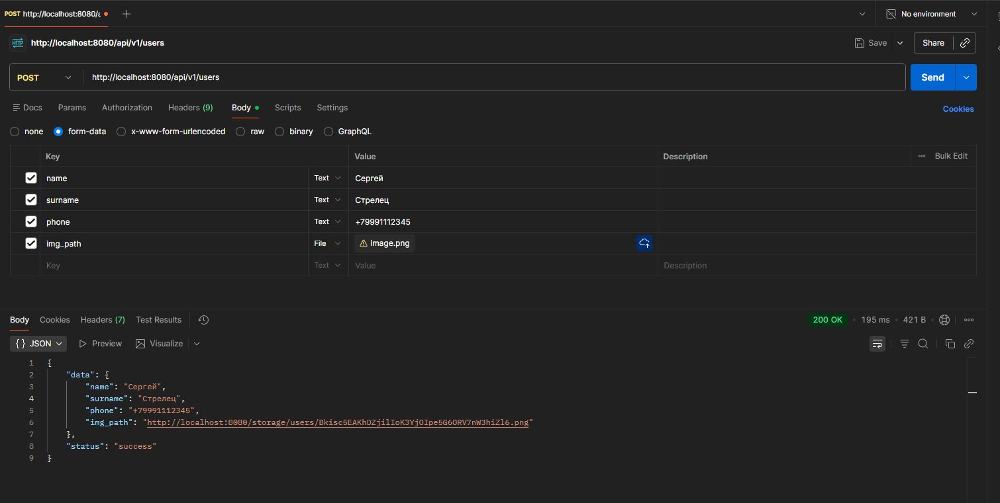 POST http://localhost:8080/a
No environment
HTTP http://localhost:8080/api/v1/users
Save
Share
POST
http://localhost:8080/api/v1/users
Send
Docs
Params
Authorization
Headers (9)
Body
Scripts
Settings
Cookies
none
form-data
x-www-form-urlencoded
raw
binary
GraphQL
Key Value Description Bulk Edit
name Text Сергей
surname Text Стрелец
phone Text +79991112345
img_path File image.png
Key Text Value Description
Body Cookies Headers (7) Test Results 200 OK 195 ms 421 B
{} JSON Preview Visualize
1 {
2 "data": {
3 "name": "Сергей",
4 "surname": "Стрелец",
5 "phone": "+79991112345",
6 "img_path": "http://localhost:8080/storage/users/Bkisc5EAKhDZjilIoK3YjOIpe5G6ORV7nW3hiZl6.png"
7 },
8 "status": "success"
9 }